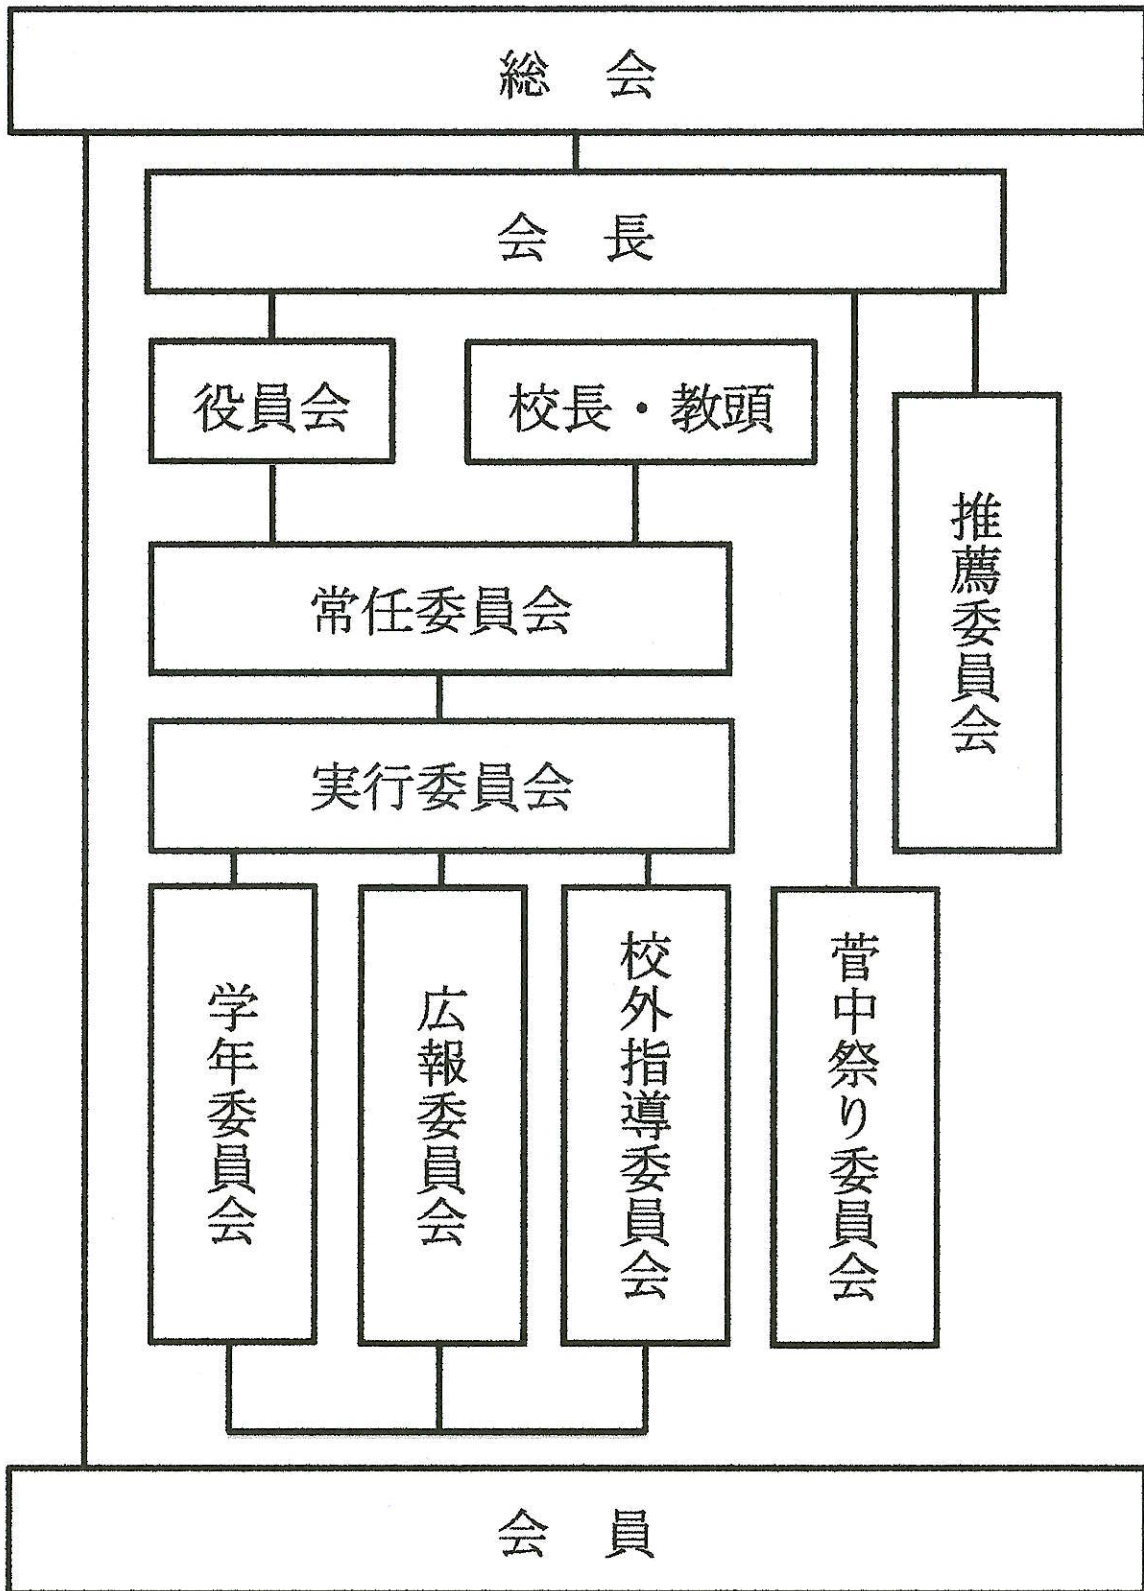 総　会
会　長
役員会
校長・教頭
推薦委員会
常任委員会
実行委員会
学年委員会
広報委員会
校外指導委員会
菅中祭り委員会
会　員